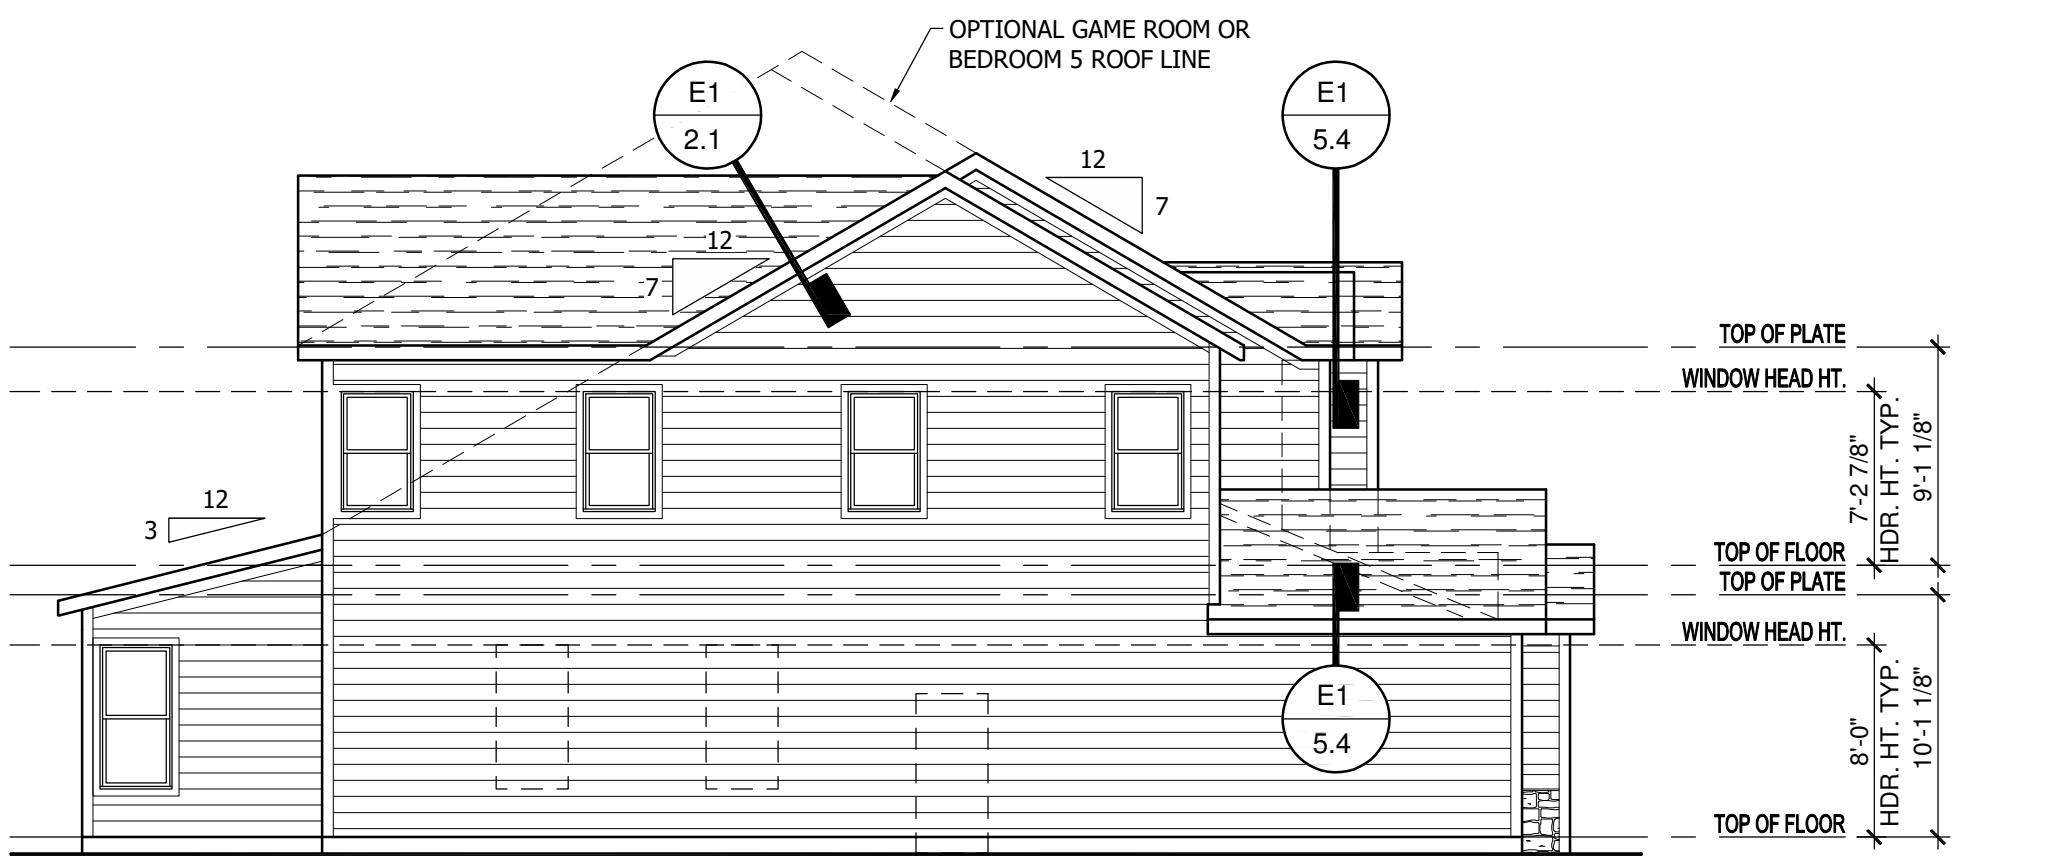 OPTIONAL GAME ROOM OR
BEDROOM 5 ROOF LINE
E1
2.1
E1
5.4
12
7
12
7
TOP OF PLATE
WINDOW HEAD HT.
7'-2 7/8"
HDR. HT. TYP.
9'-1 1/8"
12
3
TOP OF FLOOR
TOP OF PLATE
WINDOW HEAD HT.
E1
5.4
8'-0"
HDR. HT. TYP.
10'-1 1/8"
TOP OF FLOOR